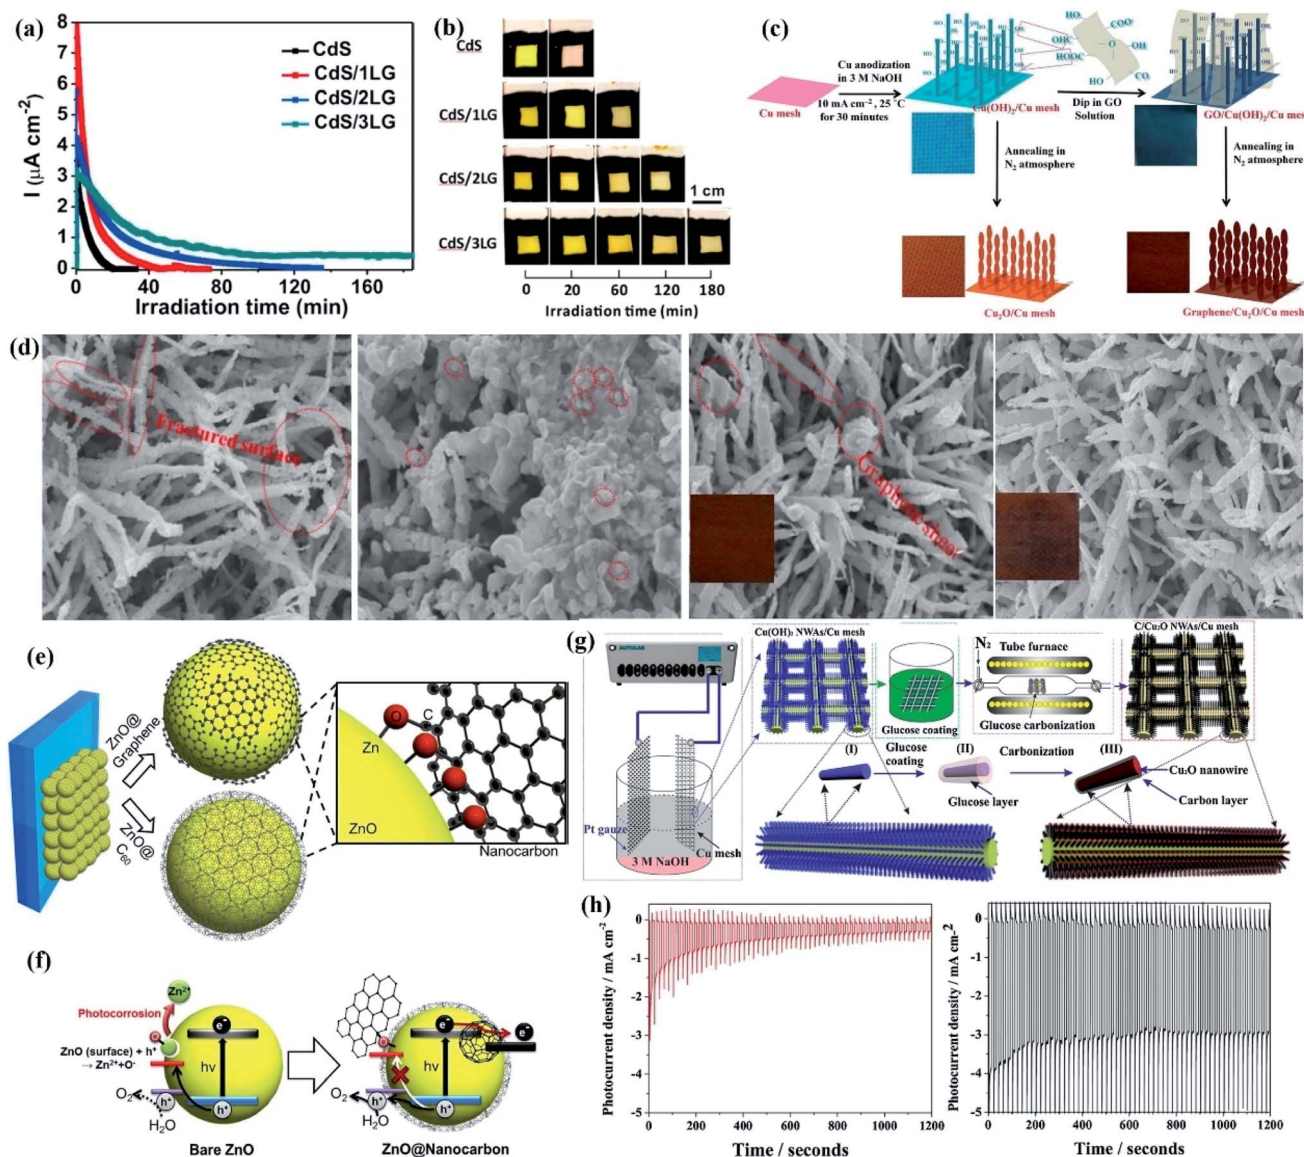 (a)
8
7
6
5
4
3
2
1
0
I (μA cm⁻²)
CdS
CdS/1LG
CdS/2LG
CdS/3LG
0 40 80 120 160
Irradiation time (min)
(b)
CdS
CdS/1LG
CdS/2LG
CdS/3LG
1 cm
0 20 60 120 180
Irradiation time (min)
(c)
Cu mesh
Cu anodization
in 3 M NaOH
10 mA cm⁻², 25 °C
for 30 minutes
Cu(OH)₂/Cu mesh
HO
OHC
HOOC
COO
OH
O
HO
CO
Dip in GO
Solution
GO/Cu(OH)₂/Cu mes
Annealing in
N₂ atmosphere
Annealing in
N₂ atmosphere
Cu₂O/Cu mesh
Graphene/Cu₂O/Cu mesh
(d)
Fractured surface
Graphene sheet
(e)
ZnO@
Graphene
ZnO@
C₆₀
O
C
Zn
ZnO
Nanocarbon
(f)
Zn²⁺
Photocorrosion
O
ZnO (surface) + h⁺
→ Zn²⁺+O⁻
O₂
H₂O
h⁺
e⁻
hν
h⁺
Bare ZnO
O
e⁻
e⁻
hν
O₂
H₂O
h⁺
h⁺
ZnO@Nanocarbon
(g)
AUTOLAB
Pt gauze
Cu mesh
3 M NaOH
Cu(OH)₂ NWAs/Cu mesh
Glucose coating
N₂
Tube furnace
Glucose carbonization
C/Cu₂O NWAs/Cu mesh
(I)
Glucose
coating
(II)
Carbonization
(III)
Glucose layer
Cu₂O nanowire
Carbon layer
(h)
Photocurrent density / mA cm⁻²
0
-1
-2
-3
-4
-5
0 200 400 600 800 1000 1200
Time / seconds
Photocurrent density / mA cm⁻²
0
-1
-2
-3
-4
-5
0 200 400 600 800 1000 1200
Time / seconds